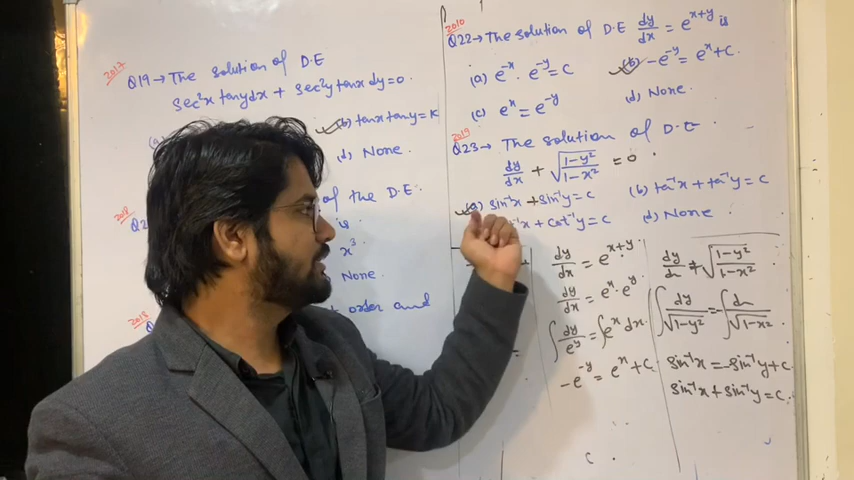 2017
Q19→ The solution of D.E
sec²x tany dx + sec²y tanx dy = 0.
(b) tanx tany = K
(d) None.
2018
of the D.E:
is
x³
None
2018
order and
2010
Q22→ The solution of D.E dy/dx = e^(x+y) is
(a) e^(-x) . e^(-y) = C
(b) -e^(-y) = e^x + C.
(c) e^x = e^(-y)
(d) None.
2019
Q23→ The solution of D.E
dy/dx + √((1-y²)/(1-x²)) = 0.
(a) sin⁻¹x + sin⁻¹y = C
(b) tan⁻¹x + tan⁻¹y = C
⁻¹x + Cot⁻¹y = C
(d) None
dy/dx = e^(x+y)
dy/dx = e^x . e^y
∫ dy/e^y = ∫ e^x dx.
-e^(-y) = e^x + C.
√((1-y²)/(1-x²))
∫ dy/√(1-y²) = -∫ dx/√(1-x²)
sin⁻¹x = -sin⁻¹y + C
sin⁻¹x + sin⁻¹y = C.